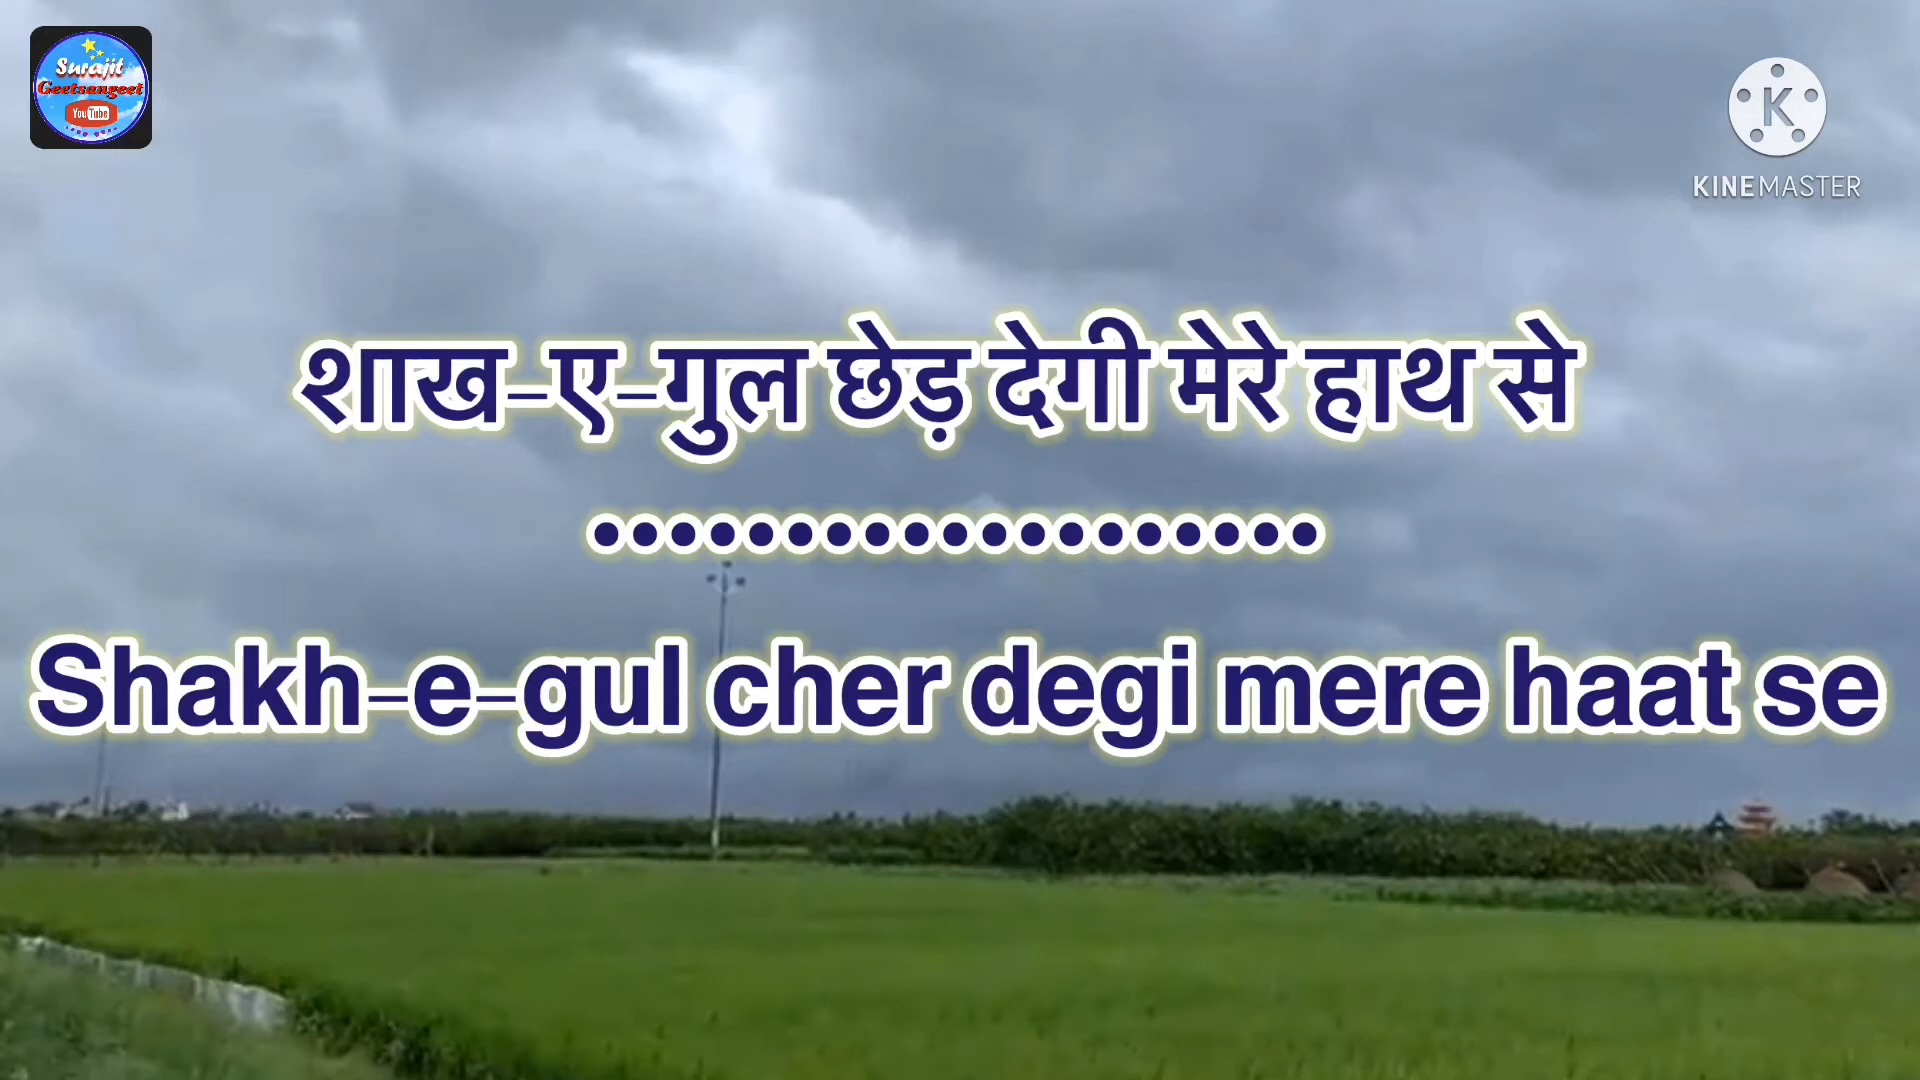 Surajit
Geetsangeet
YouTube
K
KINEMASTER
शाख-ए-गुल छेड़ देगी मेरे हाथ से
•••••••••••••••••••
Shakh-e-gul cher degi mere haat se